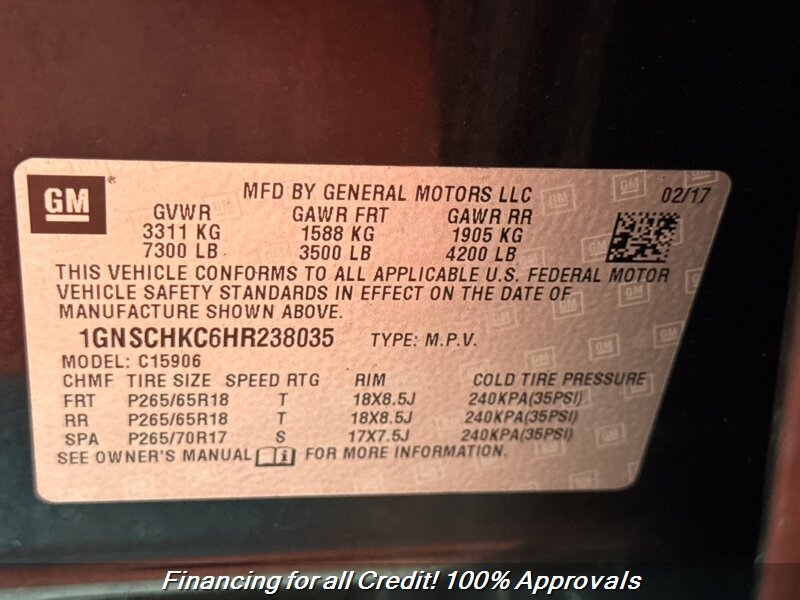 GM
MFD BY GENERAL MOTORS LLC 02/17
GVWR GAWR FRT GAWR RR
3311 KG 1588 KG 1905 KG
7300 LB 3500 LB 4200 LB
THIS VEHICLE CONFORMS TO ALL APPLICABLE U.S. FEDERAL MOTOR
VEHICLE SAFETY STANDARDS IN EFFECT ON THE DATE OF
MANUFACTURE SHOWN ABOVE.
1GNSCHKC6HR238035 TYPE: M.P.V.
MODEL: C15906
CHMF TIRE SIZE SPEED RTG RIM COLD TIRE PRESSURE
FRT P265/65R18 T 18X8.5J 240KPA(35PSI)
RR P265/65R18 T 18X8.5J 240KPA(35PSI)
SPA P265/70R17 S 17X7.5J 240KPA(35PSI)
SEE OWNER'S MANUAL i FOR MORE INFORMATION.
Financing for all Credit! 100% Approvals